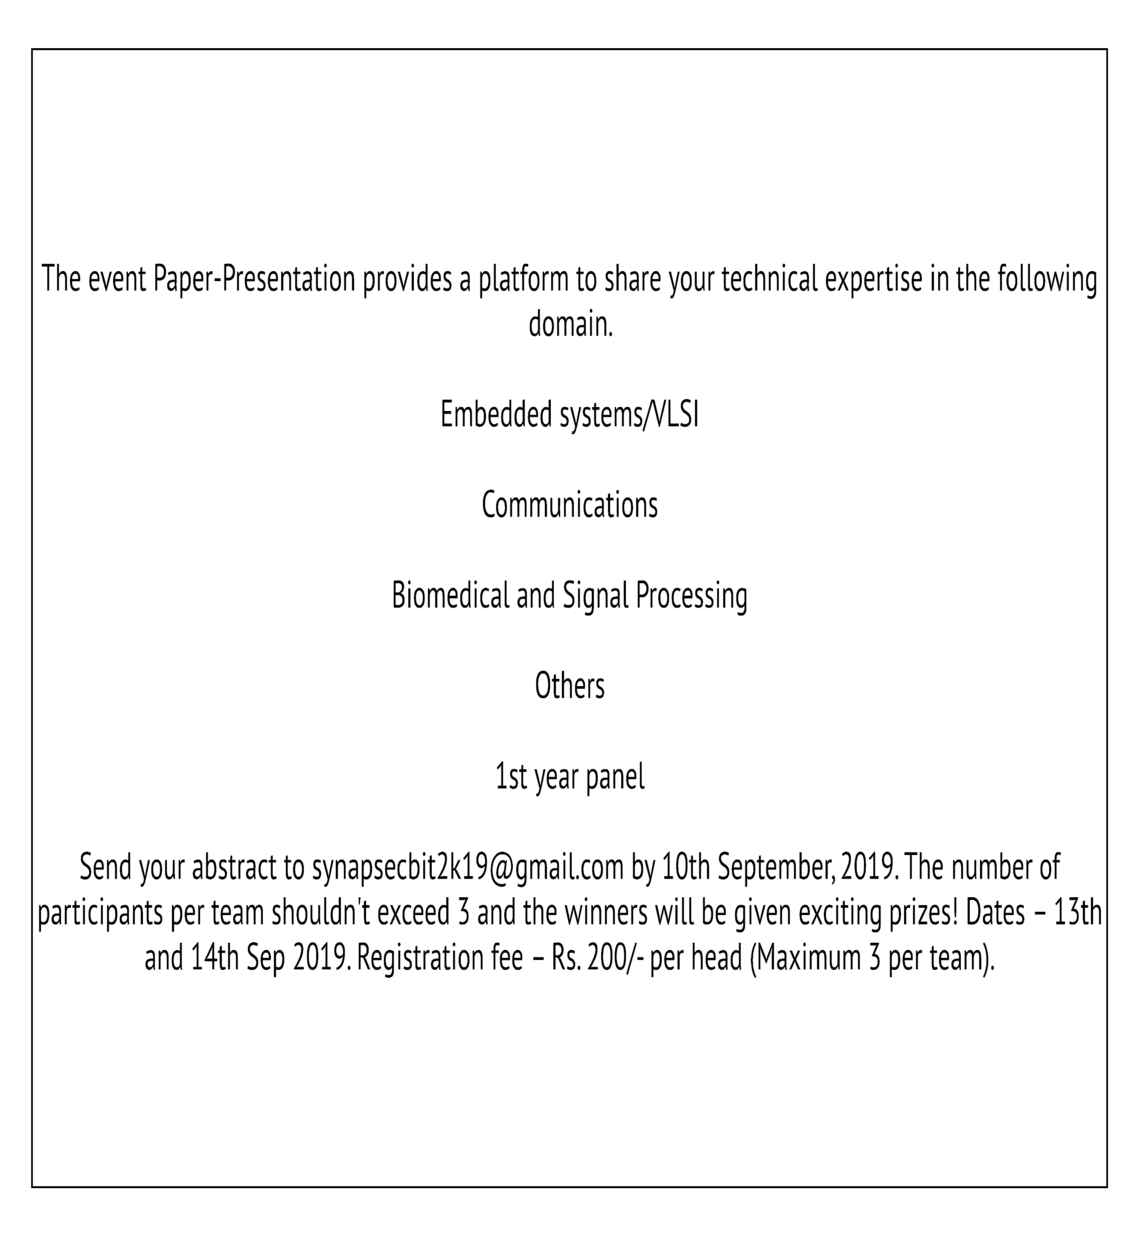 The event Paper-Presentation provides a platform to share your technical expertise in the following
domain.
Embedded systems/VLSI
Communications
Biomedical and Signal Processing
Others
1st year panel
Send your abstract to synapsecbit2k19@gmail.com by 10th September, 2019. The number of
participants per team shouldn't exceed 3 and the winners will be given exciting prizes! Dates – 13th
and 14th Sep 2019. Registration fee – Rs. 200/- per head (Maximum 3 per team).